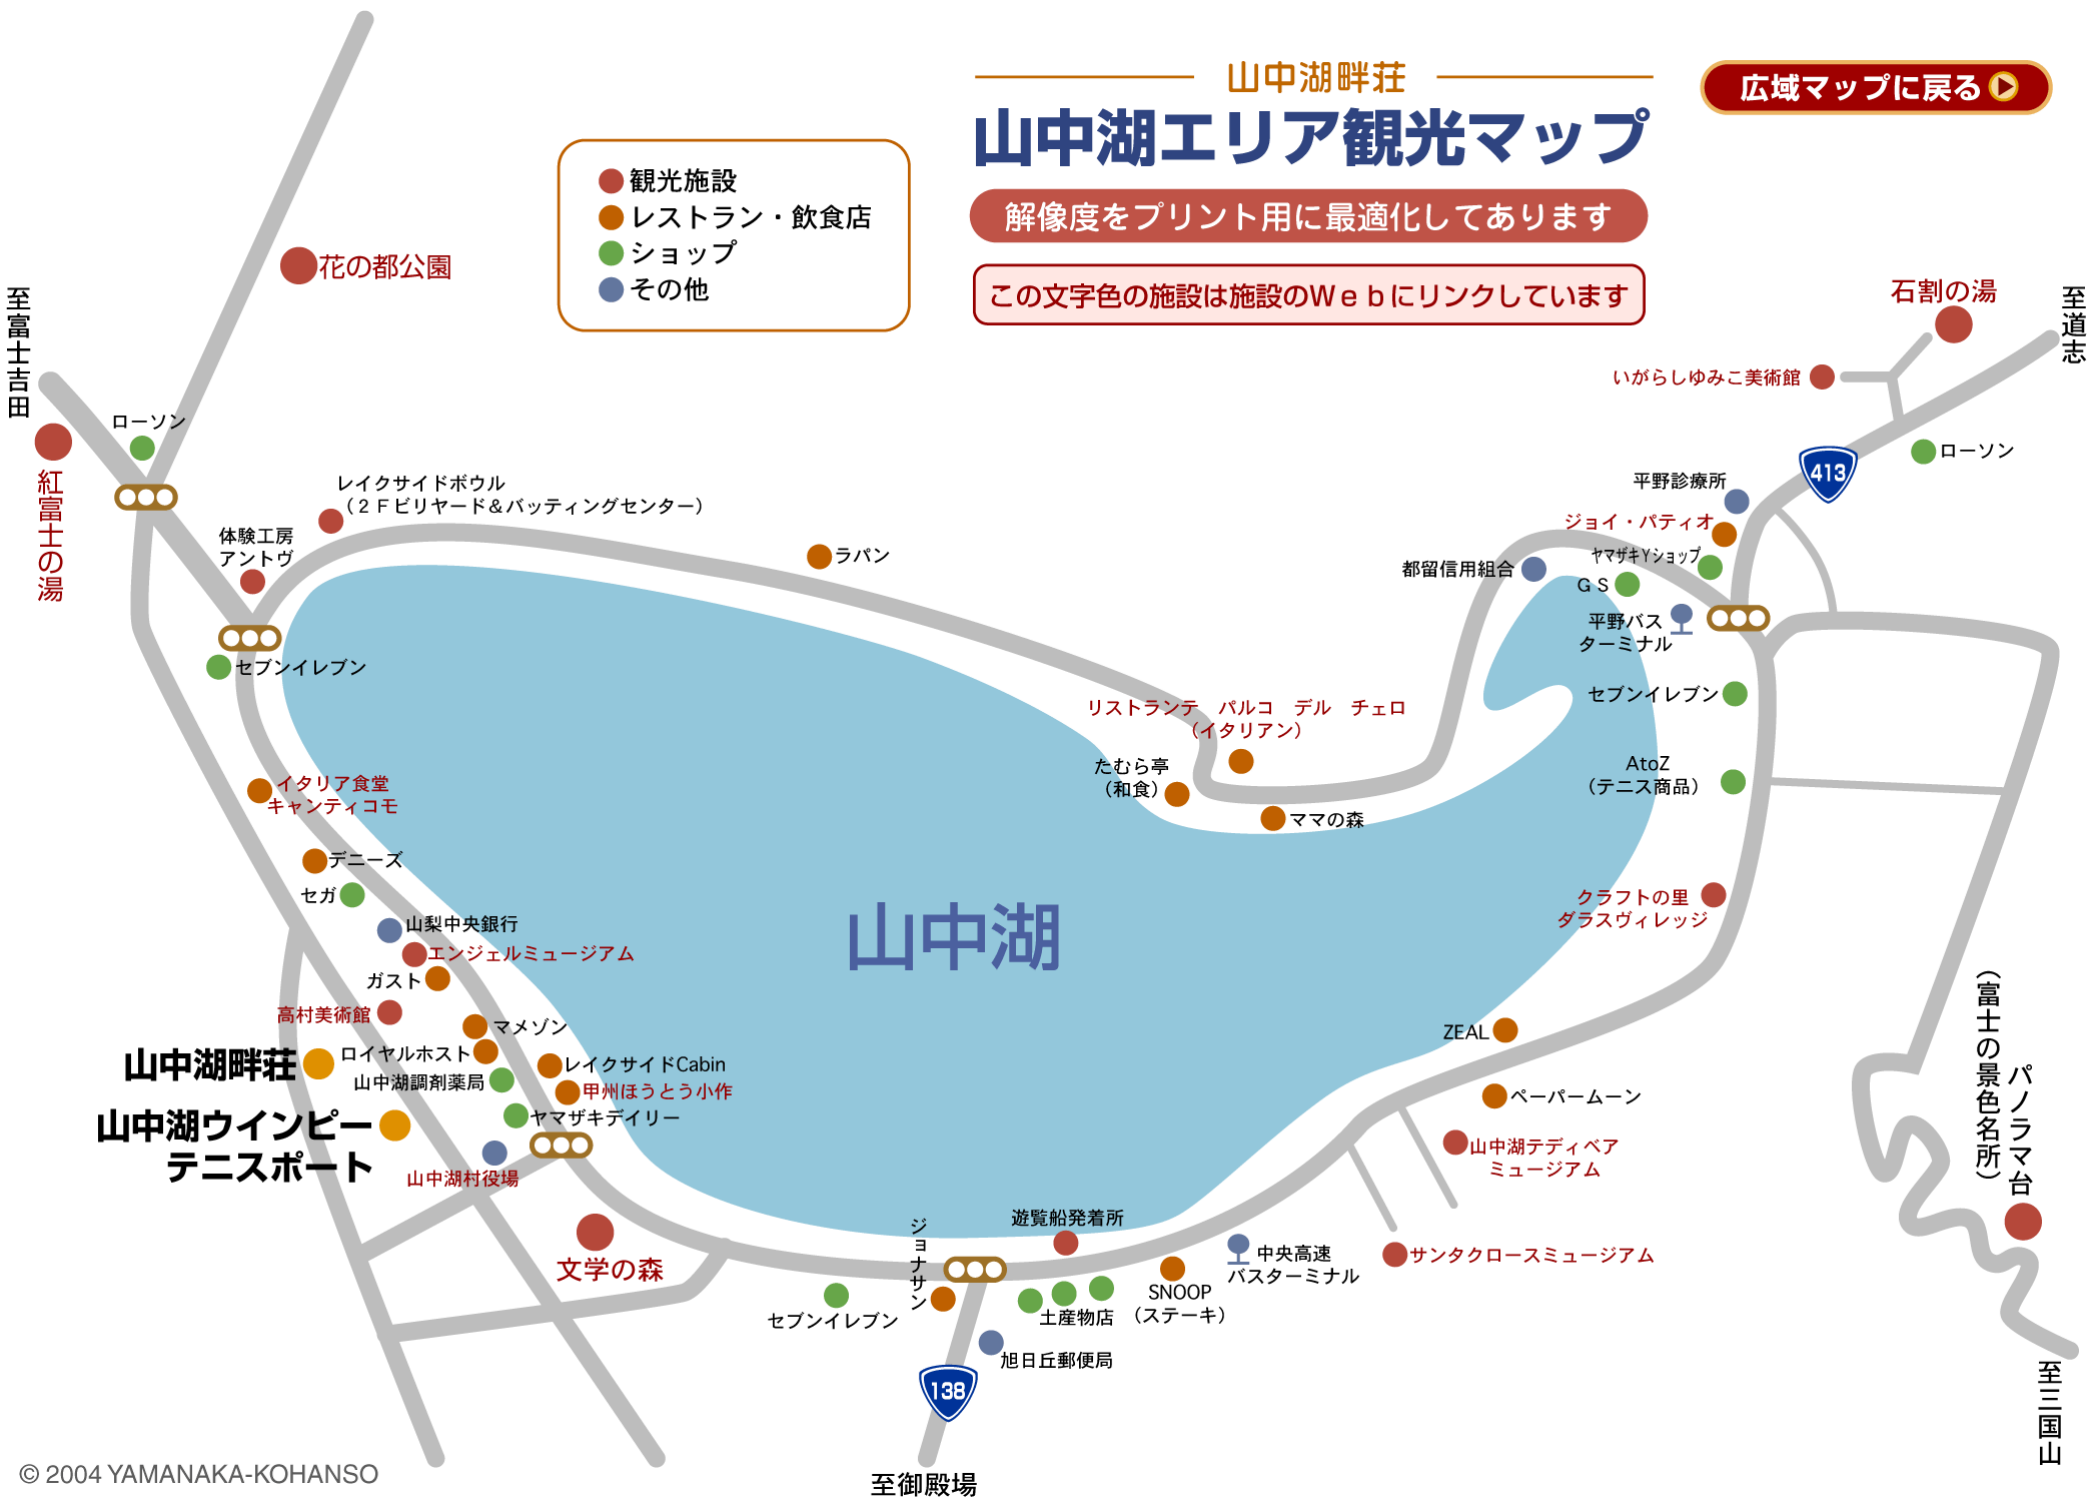 山中湖畔荘
山中湖エリア観光マップ
広域マップに戻る
解像度をプリント用に最適化してあります
この文字色の施設は施設のWebにリンクしています
観光施設
レストラン・飲食店
ショップ
その他
花の都公園
至富士吉田
ローソン
紅富士の湯
レイクサイドボウル
（２Fビリヤード＆バッティングセンター）
体験工房
アントヴ
セブンイレブン
ラパン
石割の湯
至道志
いがらしゆみこ美術館
413
ローソン
平野診療所
ジョイ・パティオ
ヤマザキYショップ
都留信用組合
GS
平野バス
ターミナル
セブンイレブン
リストランテ　パルコ　デル　チェロ
（イタリアン）
たむら亭
（和食）
ママの森
AtoZ
（テニス商品）
イタリア食堂
キャンティコモ
デニーズ
セガ
山梨中央銀行
エンジェルミュージアム
ガスト
高村美術館
マメゾン
山中湖畔荘
ロイヤルホスト
レイクサイドCabin
山中湖調剤薬局
甲州ほうとう小作
山中湖ウインピー
テニスポート
ヤマザキデイリー
山中湖村役場
文学の森
山中湖
クラフトの里
ダラスヴィレッジ
ZEAL
ペーパームーン
山中湖テディベア
ミュージアム
サンタクロースミュージアム
パノラマ台
（富士の景色名所）
遊覧船発着所
ジョナサン
中央高速
バスターミナル
SNOOP
（ステーキ）
セブンイレブン
土産物店
旭日丘郵便局
138
至御殿場
至三国山
© 2004 YAMANAKA-KOHANSO